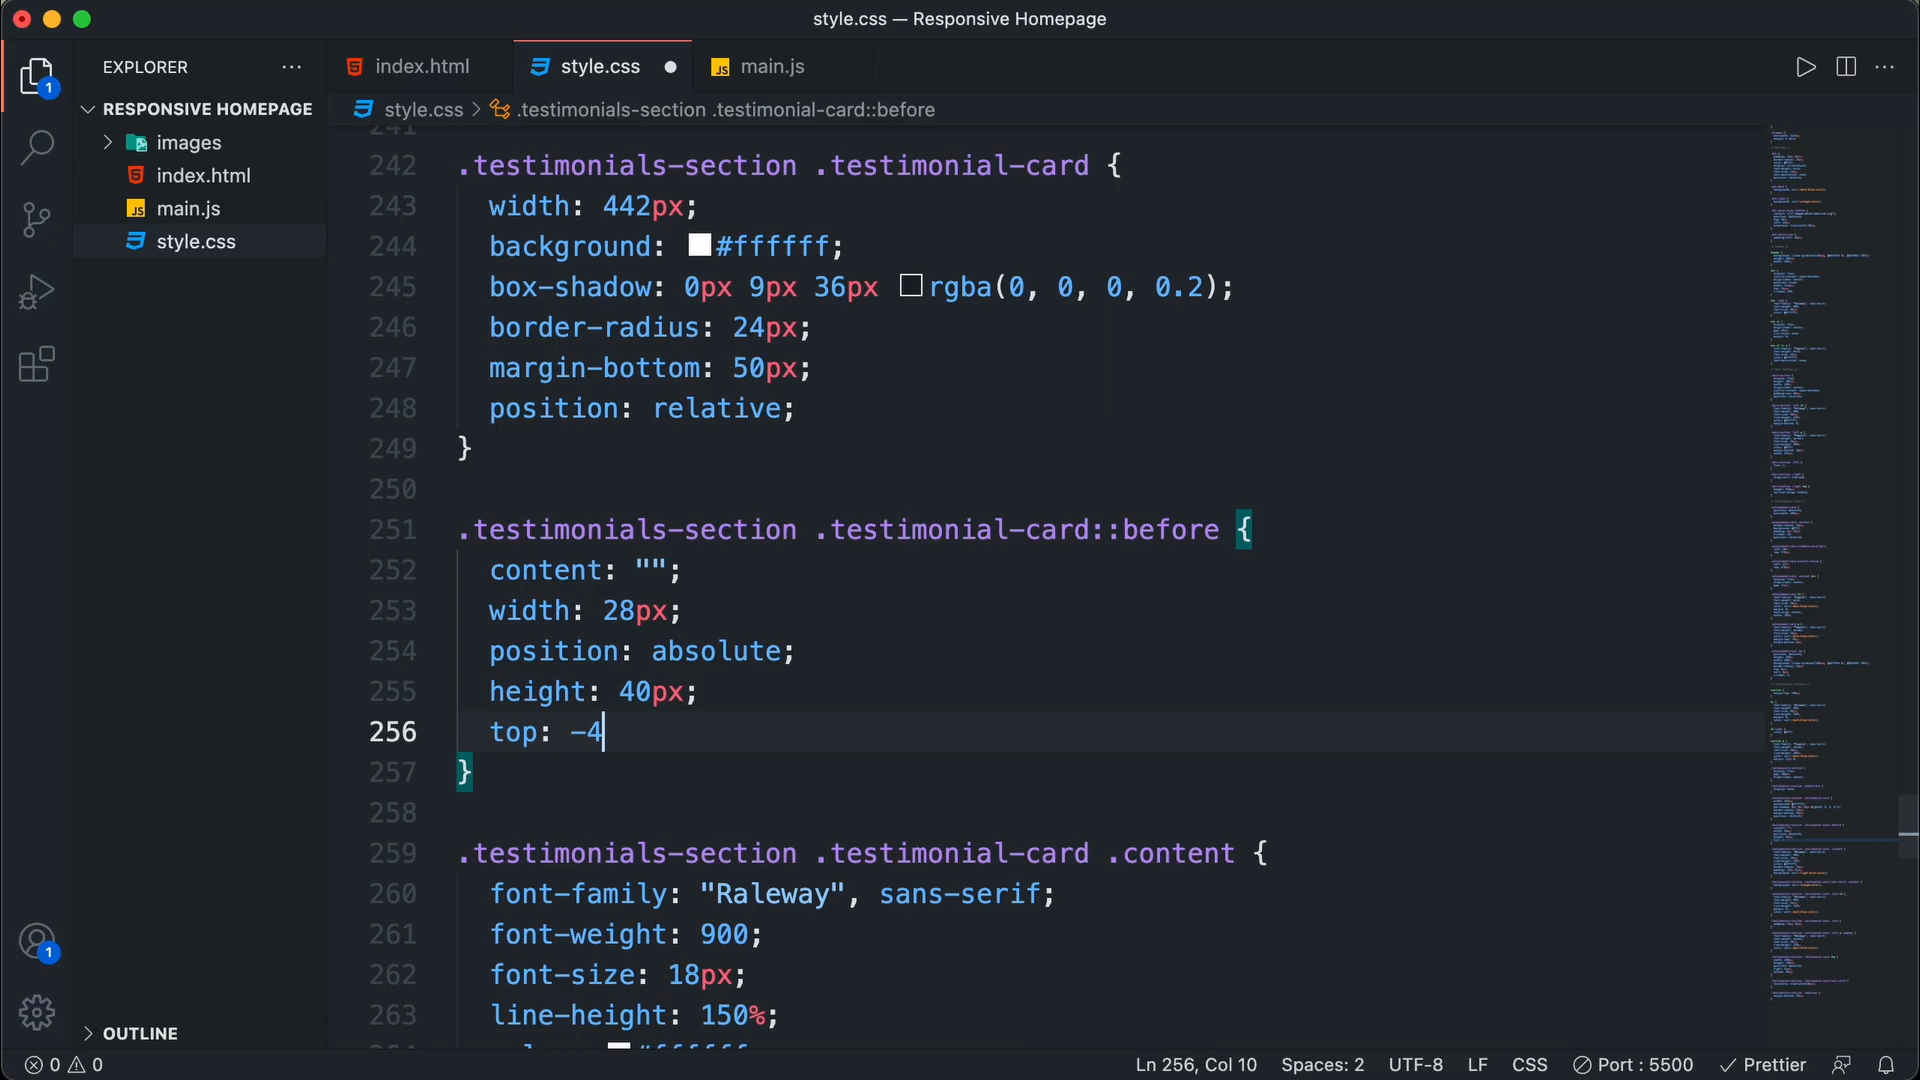 style.css — Responsive Homepage
EXPLORER
index.html
style.css
JS main.js
1
RESPONSIVE HOMEPAGE
style.css > .testimonials-section .testimonial-card::before
images
index.html
JS main.js
style.css
241
242 .testimonials-section .testimonial-card {
243 width: 442px;
244 background: #ffffff;
245 box-shadow: 0px 9px 36px rgba(0, 0, 0, 0.2);
246 border-radius: 24px;
247 margin-bottom: 50px;
248 position: relative;
249 }
250
251 .testimonials-section .testimonial-card::before {
252 content: "";
253 width: 28px;
254 position: absolute;
255 height: 40px;
256 top: -4
257 }
258
259 .testimonials-section .testimonial-card .content {
260 font-family: "Raleway", sans-serif;
261 font-weight: 900;
262 font-size: 18px;
263 line-height: 150%;
1
OUTLINE
0 0
Ln 256, Col 10 Spaces: 2 UTF-8 LF CSS Port : 5500 Prettier